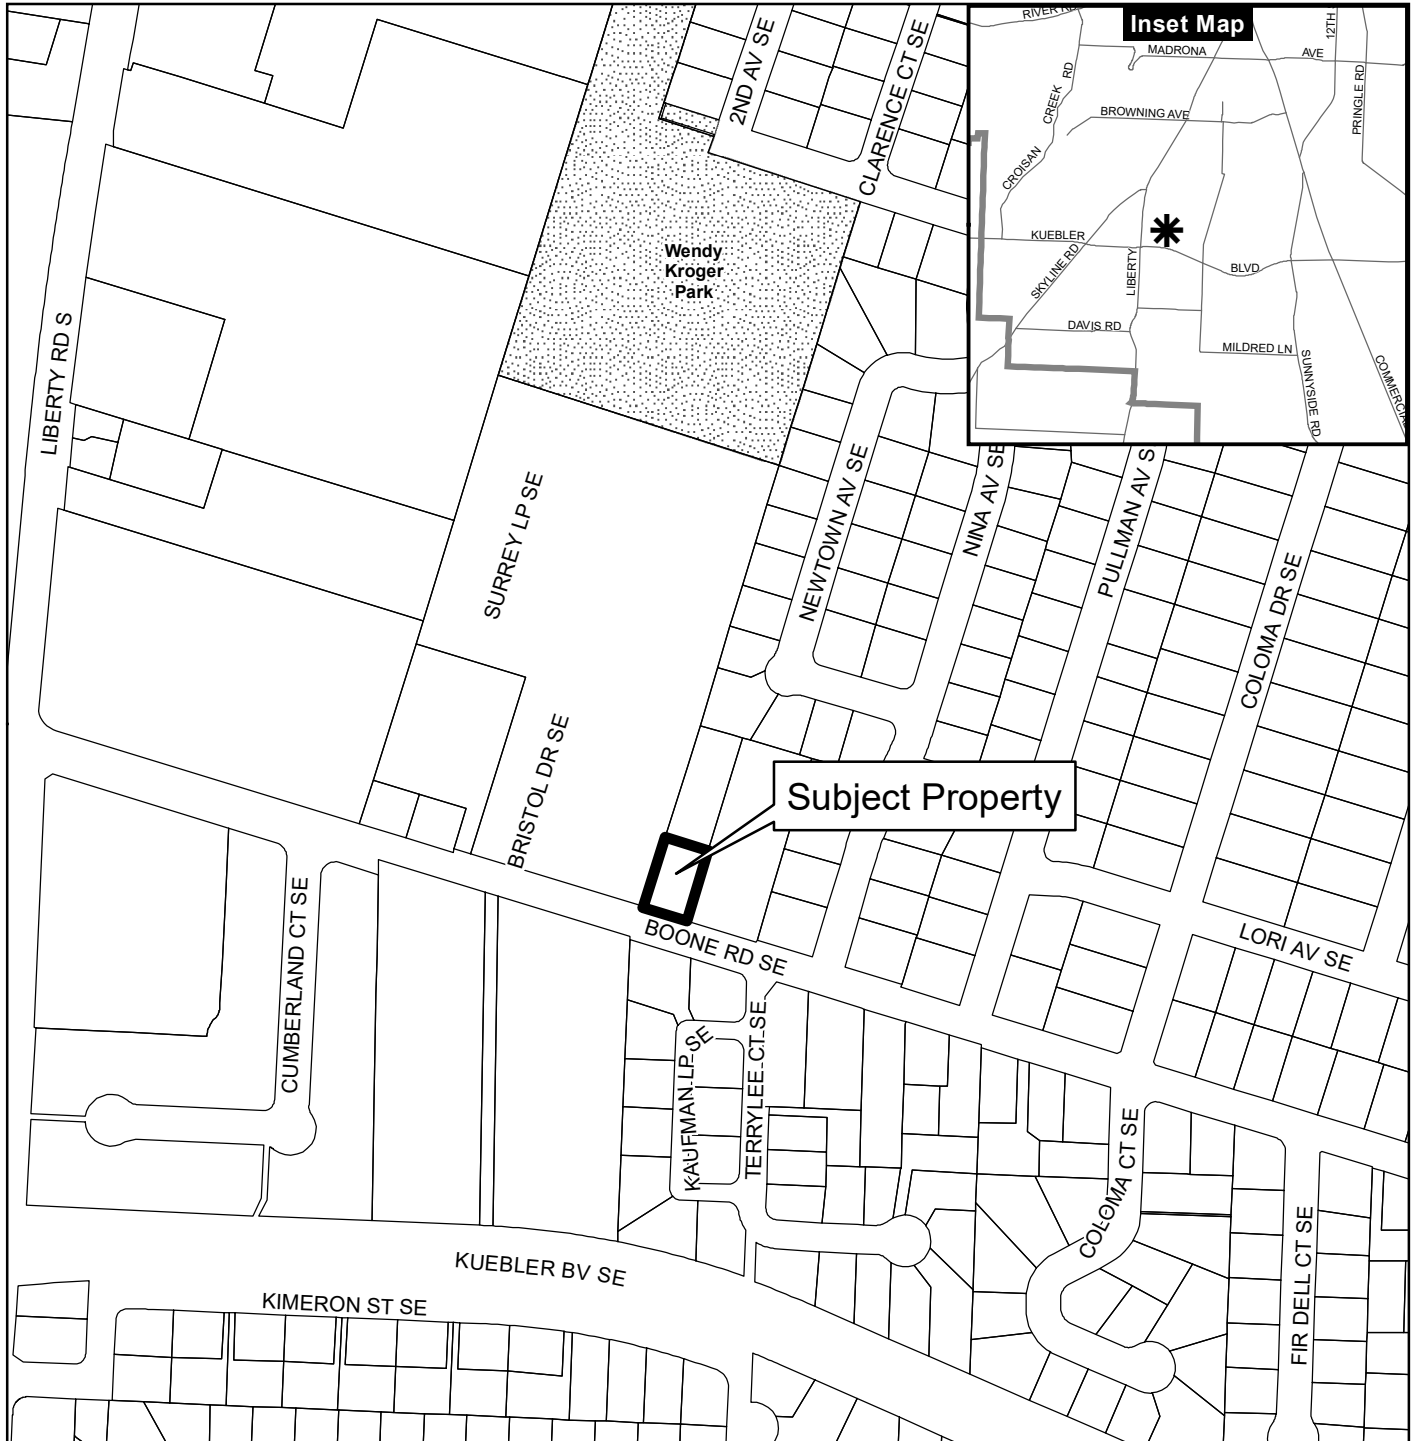 2ND AV SE
CLARENCE CT SE
Wendy
Kroger
Park
LIBERTY RD S
SURREY LP SE
BRISTOL DR SE
NEWTOWN AV SE
NINA AV SE
PULLMAN AV S
COLOMA DR SE
Subject Property
BOONE RD SE
LORI AV SE
CUMBERLAND CT SE
KAUFMAN LP SE
TERRYLEE CT SE
COLOMA CT SE
FIR DELL CT SE
KUEBLER BV SE
KIMERON ST SE
Inset Map
RIVER RD
MADRONA AVE
12TH
CROISAN CREEK RD
BROWNING AVE
PRINGLE RD
KUEBLER BLVD
SKYLINE RD
LIBERTY
DAVIS RD
MILDRED LN
SUNNYSIDE RD
COMMERCIAL